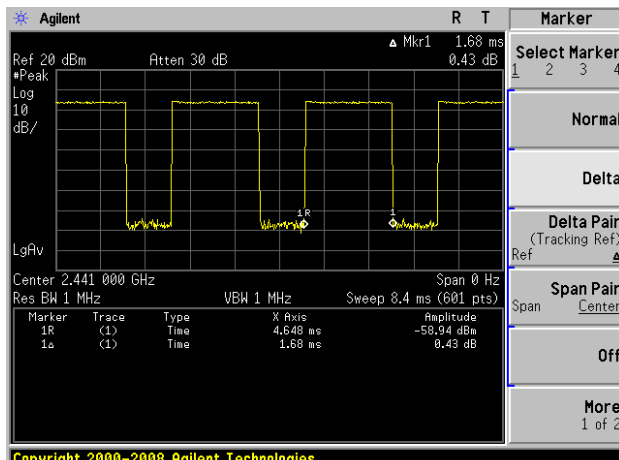 Agilent R T Marker
Δ Mkr1 1.68 ms
Ref 20 dBm Atten 30 dB 0.43 dB
#Peak
Log
10
dB/
1R 1
LgAv
Center 2.441 000 GHz Span 0 Hz
Res BW 1 MHz VBW 1 MHz Sweep 8.4 ms (601 pts)
Marker Trace Type X Axis Amplitude
1R (1) Time 4.648 ms -58.94 dBm
1Δ (1) Time 1.68 ms 0.43 dB
Select Marker
1 2 3 4
Normal
Delta
Delta Pair
(Tracking Ref)
Ref Δ
Span Pair
Span Center
Off
More
1 of 2
Copyright 2000-2008 Agilent Technologies